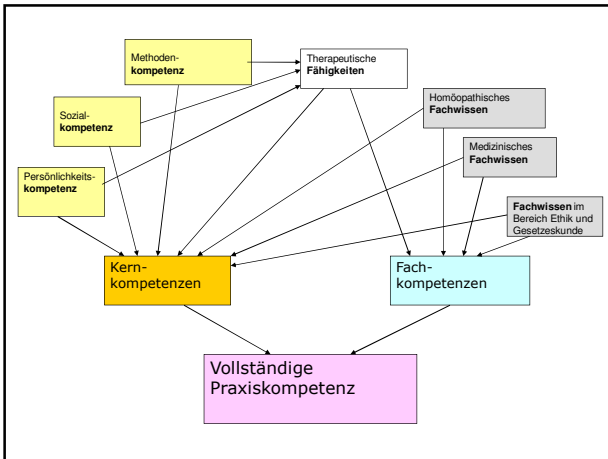 Methoden-
kompetenz
Therapeutische
Fähigkeiten
Sozial-
kompetenz
Homöopathisches
Fachwissen
Medizinisches
Fachwissen
Persönlichkeits-
kompetenz
Fachwissen im
Bereich Ethik und
Gesetzeskunde
Kern-
kompetenzen
Fach-
kompetenzen
Vollständige
Praxiskompetenz